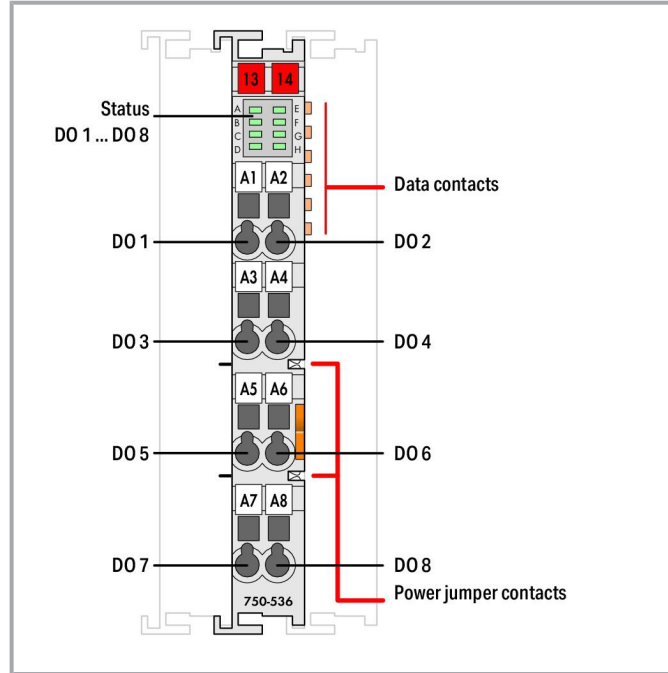 13 14
Status
DO 1 ... DO 8
A E
B F
C G
D H
A1 A2
Data contacts
DO 1 DO 2
A3 A4
DO 3 DO 4
A5 A6
DO 5 DO 6
A7 A8
DO 7 DO 8
Power jumper contacts
750-536